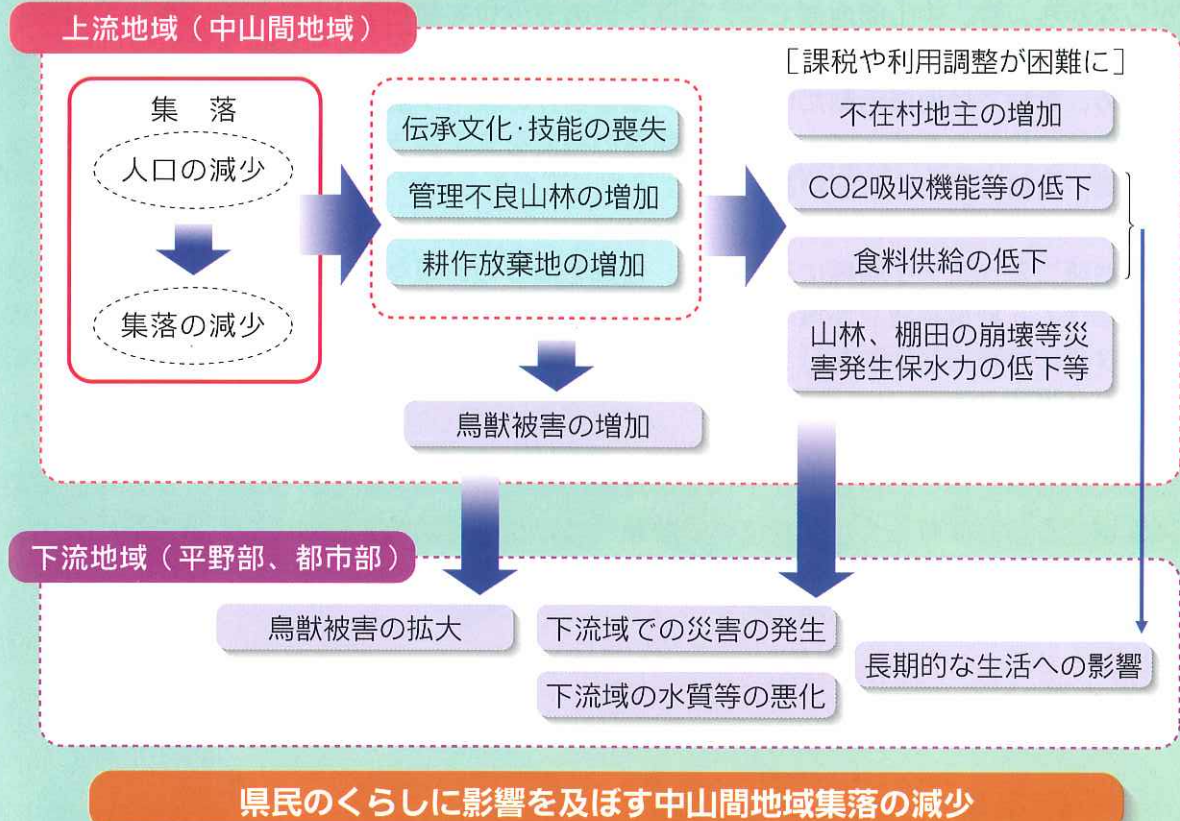 上流地域（中山間地域）
集　落
人口の減少
集落の減少
伝承文化・技能の喪失
管理不良山林の増加
耕作放棄地の増加
鳥獣被害の増加
［課税や利用調整が困難に］
不在村地主の増加
CO2吸収機能等の低下
食料供給の低下
山林、棚田の崩壊等災
害発生保水力の低下等
下流地域（平野部、都市部）
鳥獣被害の拡大
下流域での災害の発生
下流域の水質等の悪化
長期的な生活への影響
県民のくらしに影響を及ぼす中山間地域集落の減少